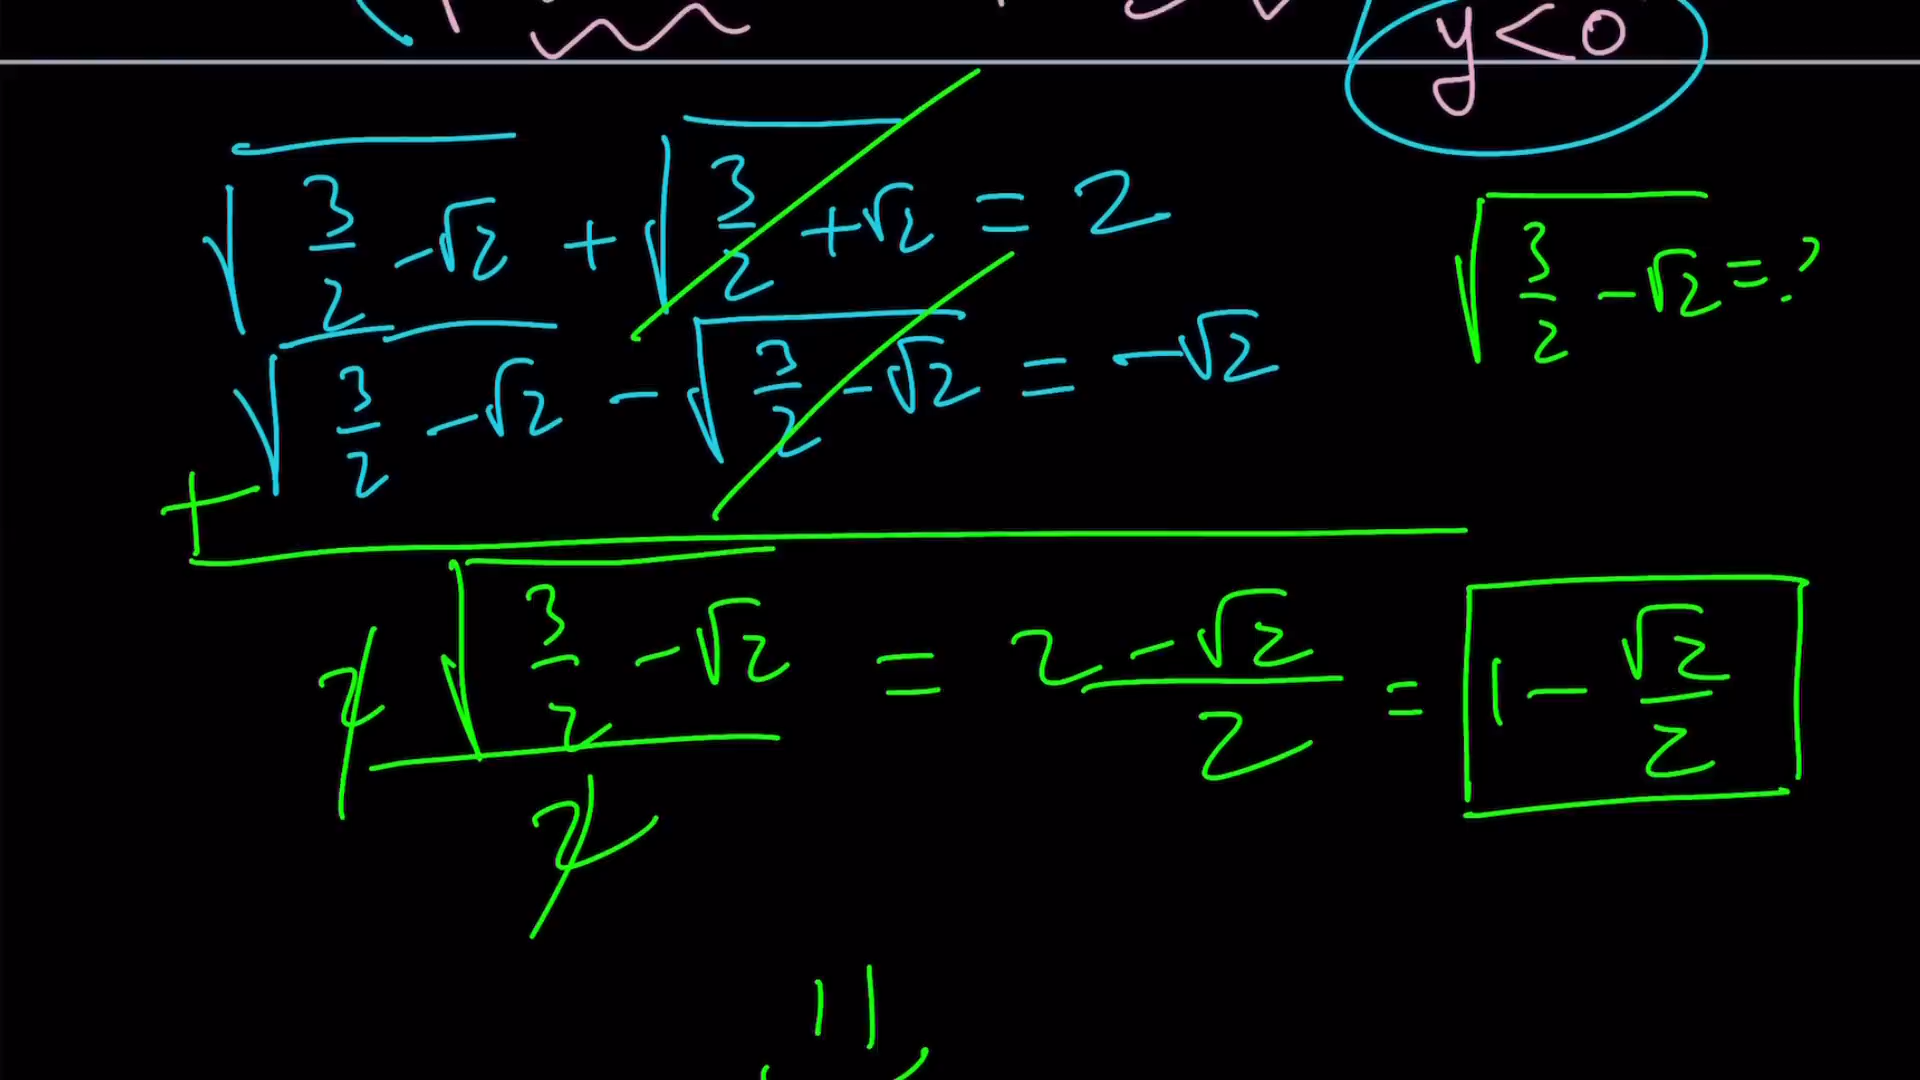 y<0
√(3/2 - √2) + √(3/2 + √2) = 2
√(3/2 - √2) = ?
√(3/2 - √2) - √(3/2 - √2) = -√2
+
2√(3/2 - √2)/2 = (2 - √2)/2 = 1 - √2/2